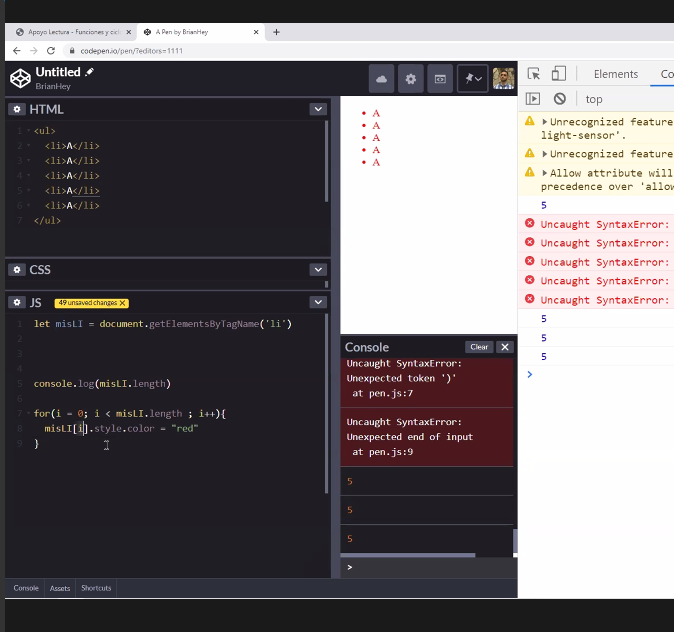 Apoyo Lectura - Funciones y cicl
A Pen by BrianHey
codepen.io/pen/?editors=1111
Untitled
BrianHey
HTML
1 <ul>
2 <li>A</li>
3 <li>A</li>
4 <li>A</li>
5 <li>A</li>
6 <li>A</li>
7 </ul>
CSS
JS 49 unsaved changes X
1 let misLI = document.getElementsByTagName('li')
2
3
4
5 console.log(misLI.length)
6
7 for(i = 0; i < misLI.length ; i++){
8 misLI[i].style.color = "red"
9 }
A
A
A
A
A
Console Clear
Uncaught SyntaxError:
Unexpected token ')'
at pen.js:7
Uncaught SyntaxError:
Unexpected end of input
at pen.js:9
5
5
5
>
Console Assets Shortcuts
Elements Co
top
Unrecognized feature
light-sensor'.
Unrecognized feature
Allow attribute will
precedence over 'allow
5
Uncaught SyntaxError:
Uncaught SyntaxError:
Uncaught SyntaxError:
Uncaught SyntaxError:
Uncaught SyntaxError:
5
5
5
>